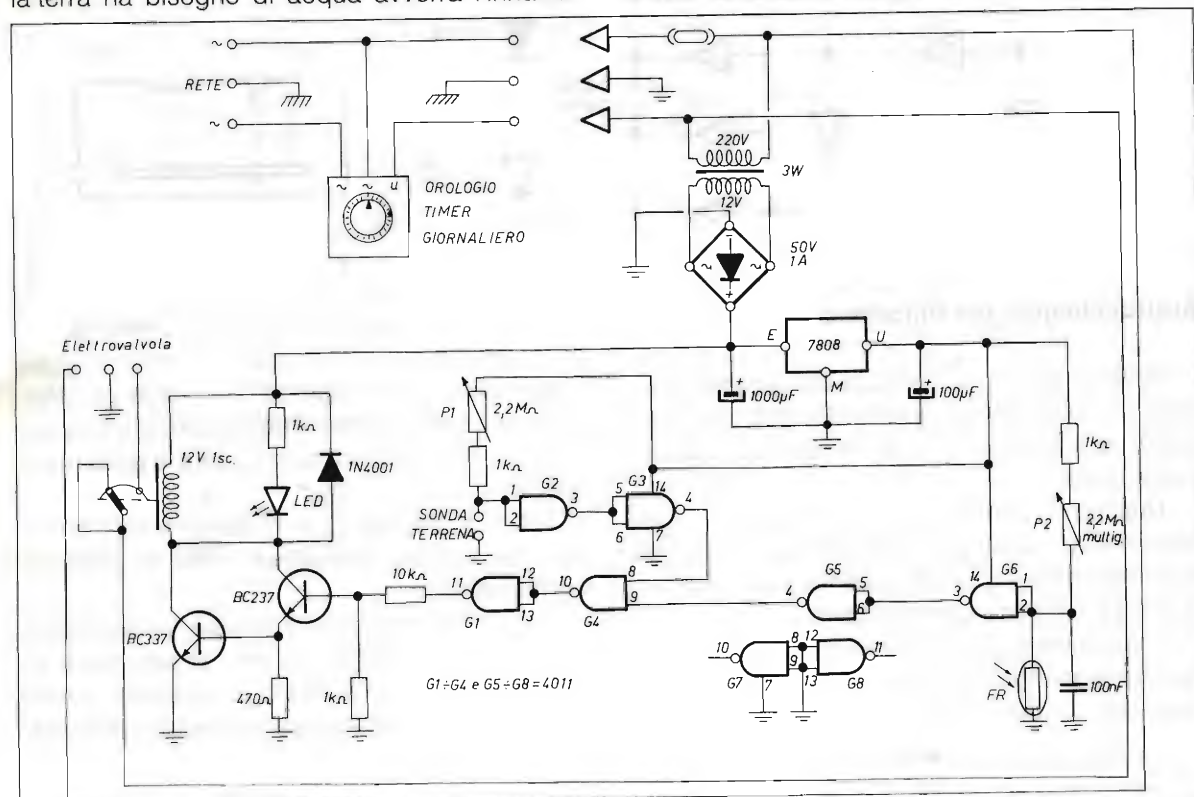 la terra ha bisogno di acqua avverrà
~
RETE
~
~ ~ u
OROLOGIO
TIMER
GIORNALIERO
220V
3W
12V
50V
1A
- ~ ~ +
E 7808 U
M
+
1000µF
+
100µF
Elettrovalvola
12V 1sc.
1kΩ
LED
1N4001
P1
2,2MΩ
1kΩ
SONDA
TERRENA
1
2
G2
3
5
6
G3
14
4
7
1kΩ
P2
2,2MΩ
multig.
BC237
BC337
10kΩ
11
G1
12
13
10
G4
8
9
4
G5
5
6
3
14
G6
1
2
470Ω
1kΩ
G1÷G4 e G5÷G8=4011
10
G7
7
8
9
12
13
G8
11
FR
100nF